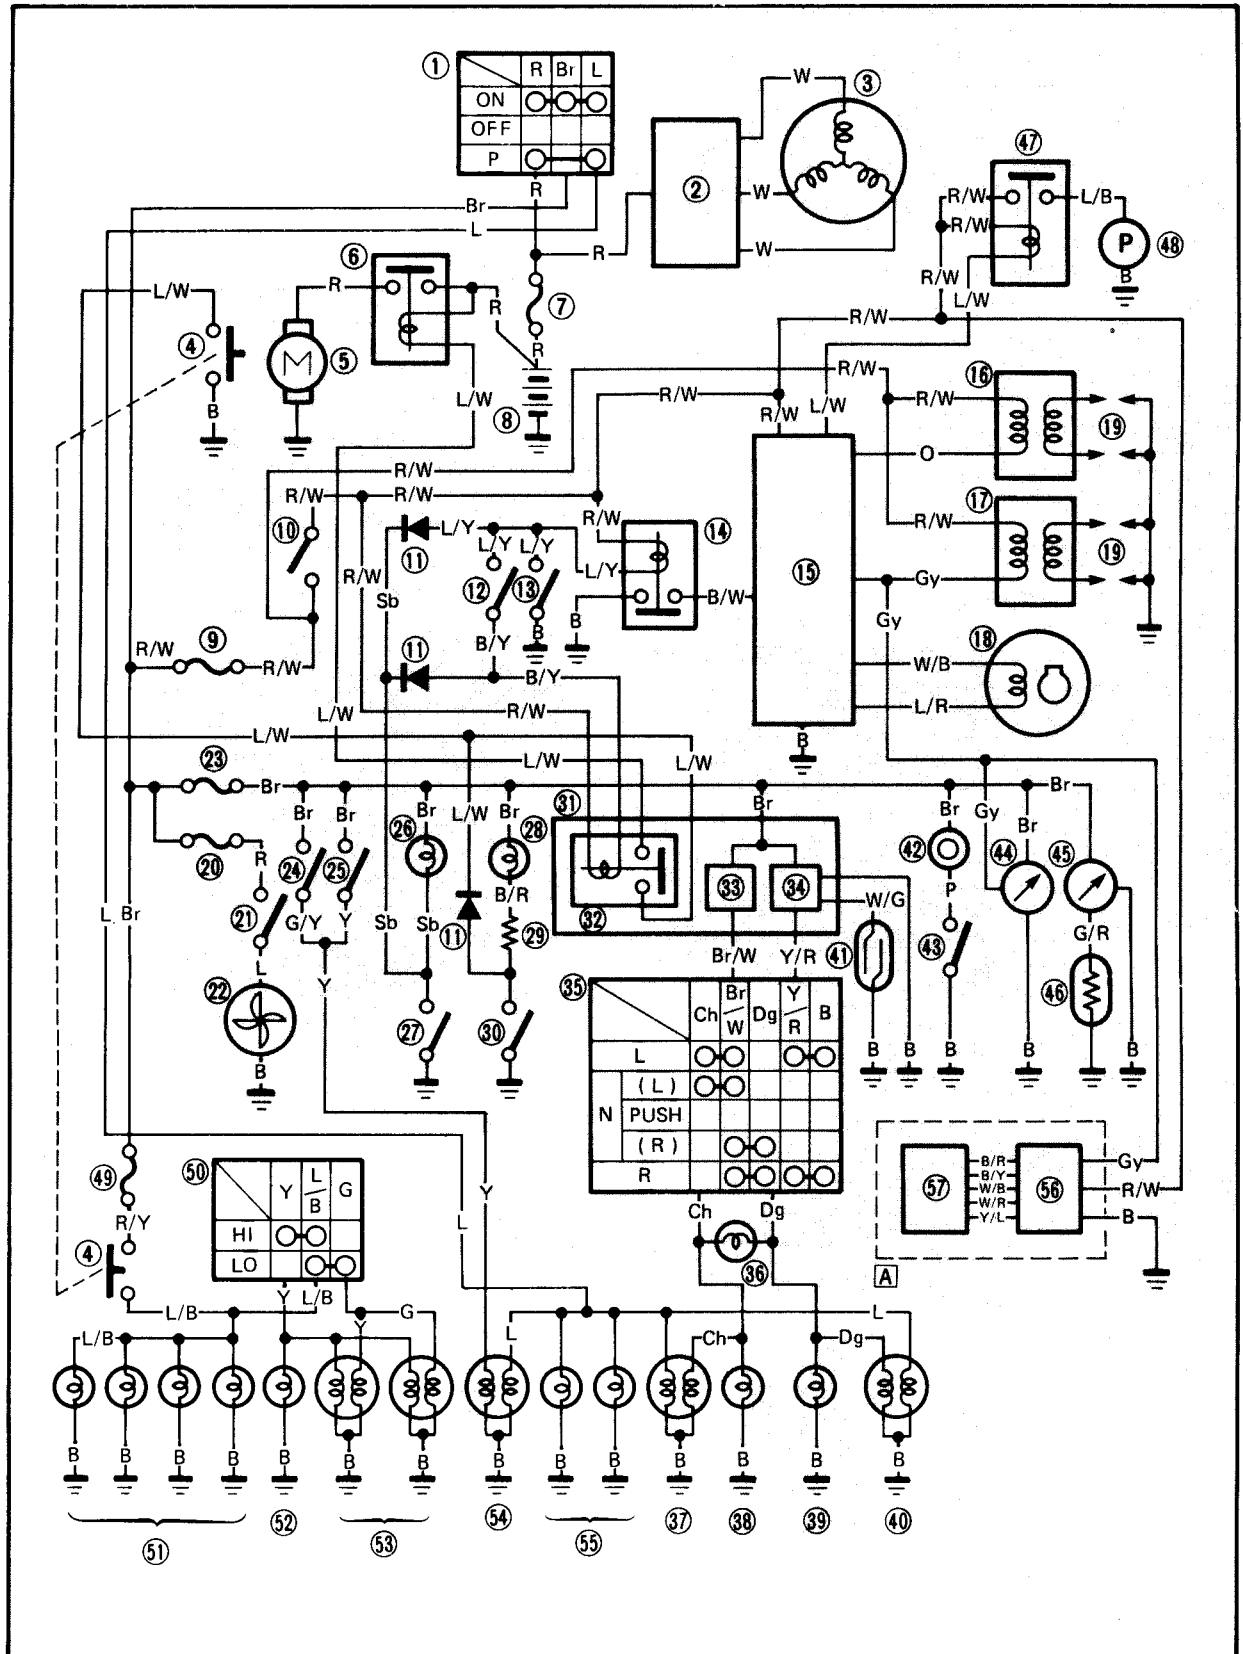 ① R Br L
ON
OFF
P
R
Br
L
R
②
W
③
W
W
㊼
R/W L/B
R/W
P ㊽
B
R/W L/W
R/W
⑥
R
R
⑦
R
L/W
④
B
M ⑤
L/W
⑧
R/W
R/W
R/W L/W
⑯
R/W
O
⑲
R/W
R/W R/W
⑩
⑪
L/Y
L/Y L/Y
⑫ ⑬
R/W
L/Y
⑭
B/W
⑮
⑰
R/W
Gy
⑲
Gy
R/W
Sb
B/Y B B
R/W ⑨ R/W
⑪
B/Y
R/W
⑱
W/B
L/R
L/W
L/W
L/W
L/W
B
㉓
Br
Br Br
Br
L/W
Br
㉛
Br
Br
Gy
Br
Br
⑳
R
㉔ ㉕
㉖
㉘
㉜
㉝ ㉞
W/G
㊷
㊹ ㊺
L Br
㉑
G/Y Y
Sb Sb
⑪
B/R
㉙
P
㊸
G/R
㊻
L
㉒
Y
Br/W Y/R
㊶
㉟
Ch Br/W Dg Y/R B
L
N (L)
PUSH
(R)
R
㉗
㉚
B
B B B B B B
Ch Dg
㊱
㊾
R/Y
④
L/B
㊿
Y L/B G
HI
LO
Y L/B
G
Y
Y
L
L
L
Ch
Dg
L/B
57
B/R
B/Y
W/B
W/R
Y/L
56
Gy
R/W
B
A
B B B B B B B B B B B B B B
51 52 53 54 55 ㊲ ㊳ ㊴ ㊵